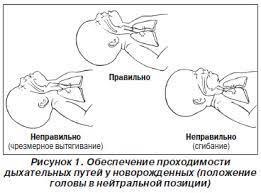 Правильно
Неправильно
(чрезмерное вытягивание)
Неправильно
(сгибание)
Рисунок 1. Обеспечение проходимости
дыхательных путей у новорожденных (положение
головы в нейтральной позиции)